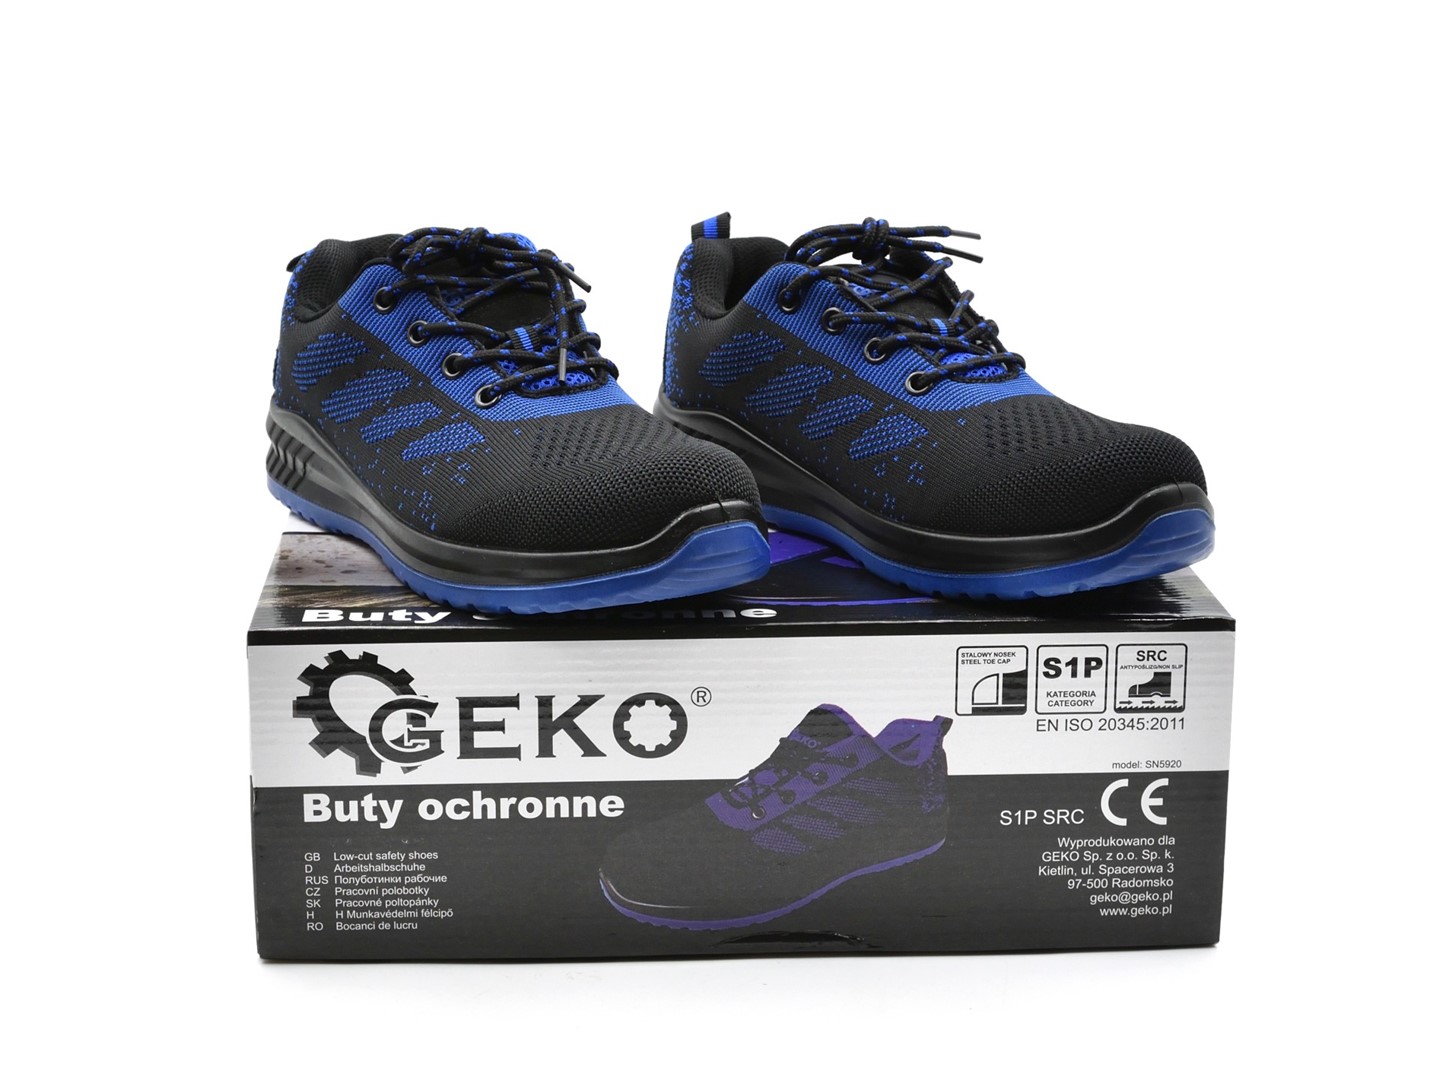 Buty ochronne
GEKO®
Buty ochronne
GB Low-cut safety shoes
D Arbeitshalbschuhe
RUS Полуботинки рабочие
CZ Pracovní polobotky
SK Pracovné poltopánky
H H Munkavédelmi félcipő
RO Bocanci de lucru
GEKO
STALOWY NOSEK
STEEL TOE CAP
S1P
KATEGORIA
CATEGORY
SRC
ANTYPOŚLIZG/NON SLIP
EN ISO 20345:2011
model: SN5920
S1P SRC CE
Wyprodukowano dla
GEKO Sp. z o.o. Sp. k.
Kietlin, ul. Spacerowa 3
97-500 Radomsko
geko@geko.pl
www.geko.pl